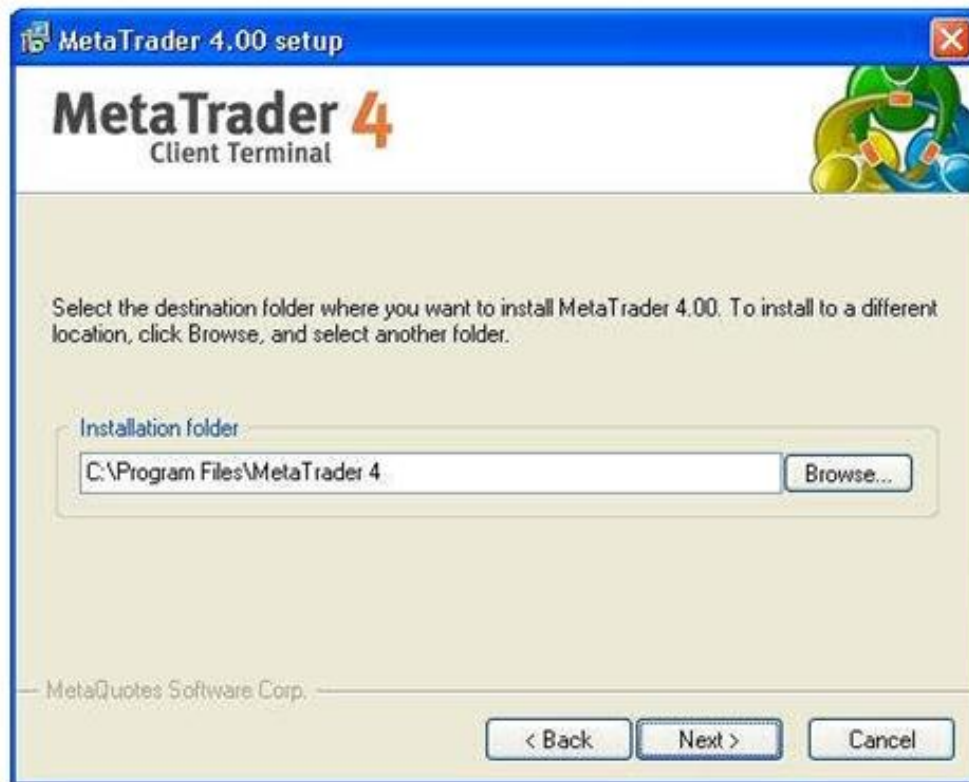 MetaTrader 4.00 setup
MetaTrader 4
Client Terminal
Select the destination folder where you want to install MetaTrader 4.00. To install to a different
location, click Browse, and select another folder.
Installation folder
C:\Program Files\MetaTrader 4
Browse...
MetaQuotes Software Corp.
< Back
Next >
Cancel